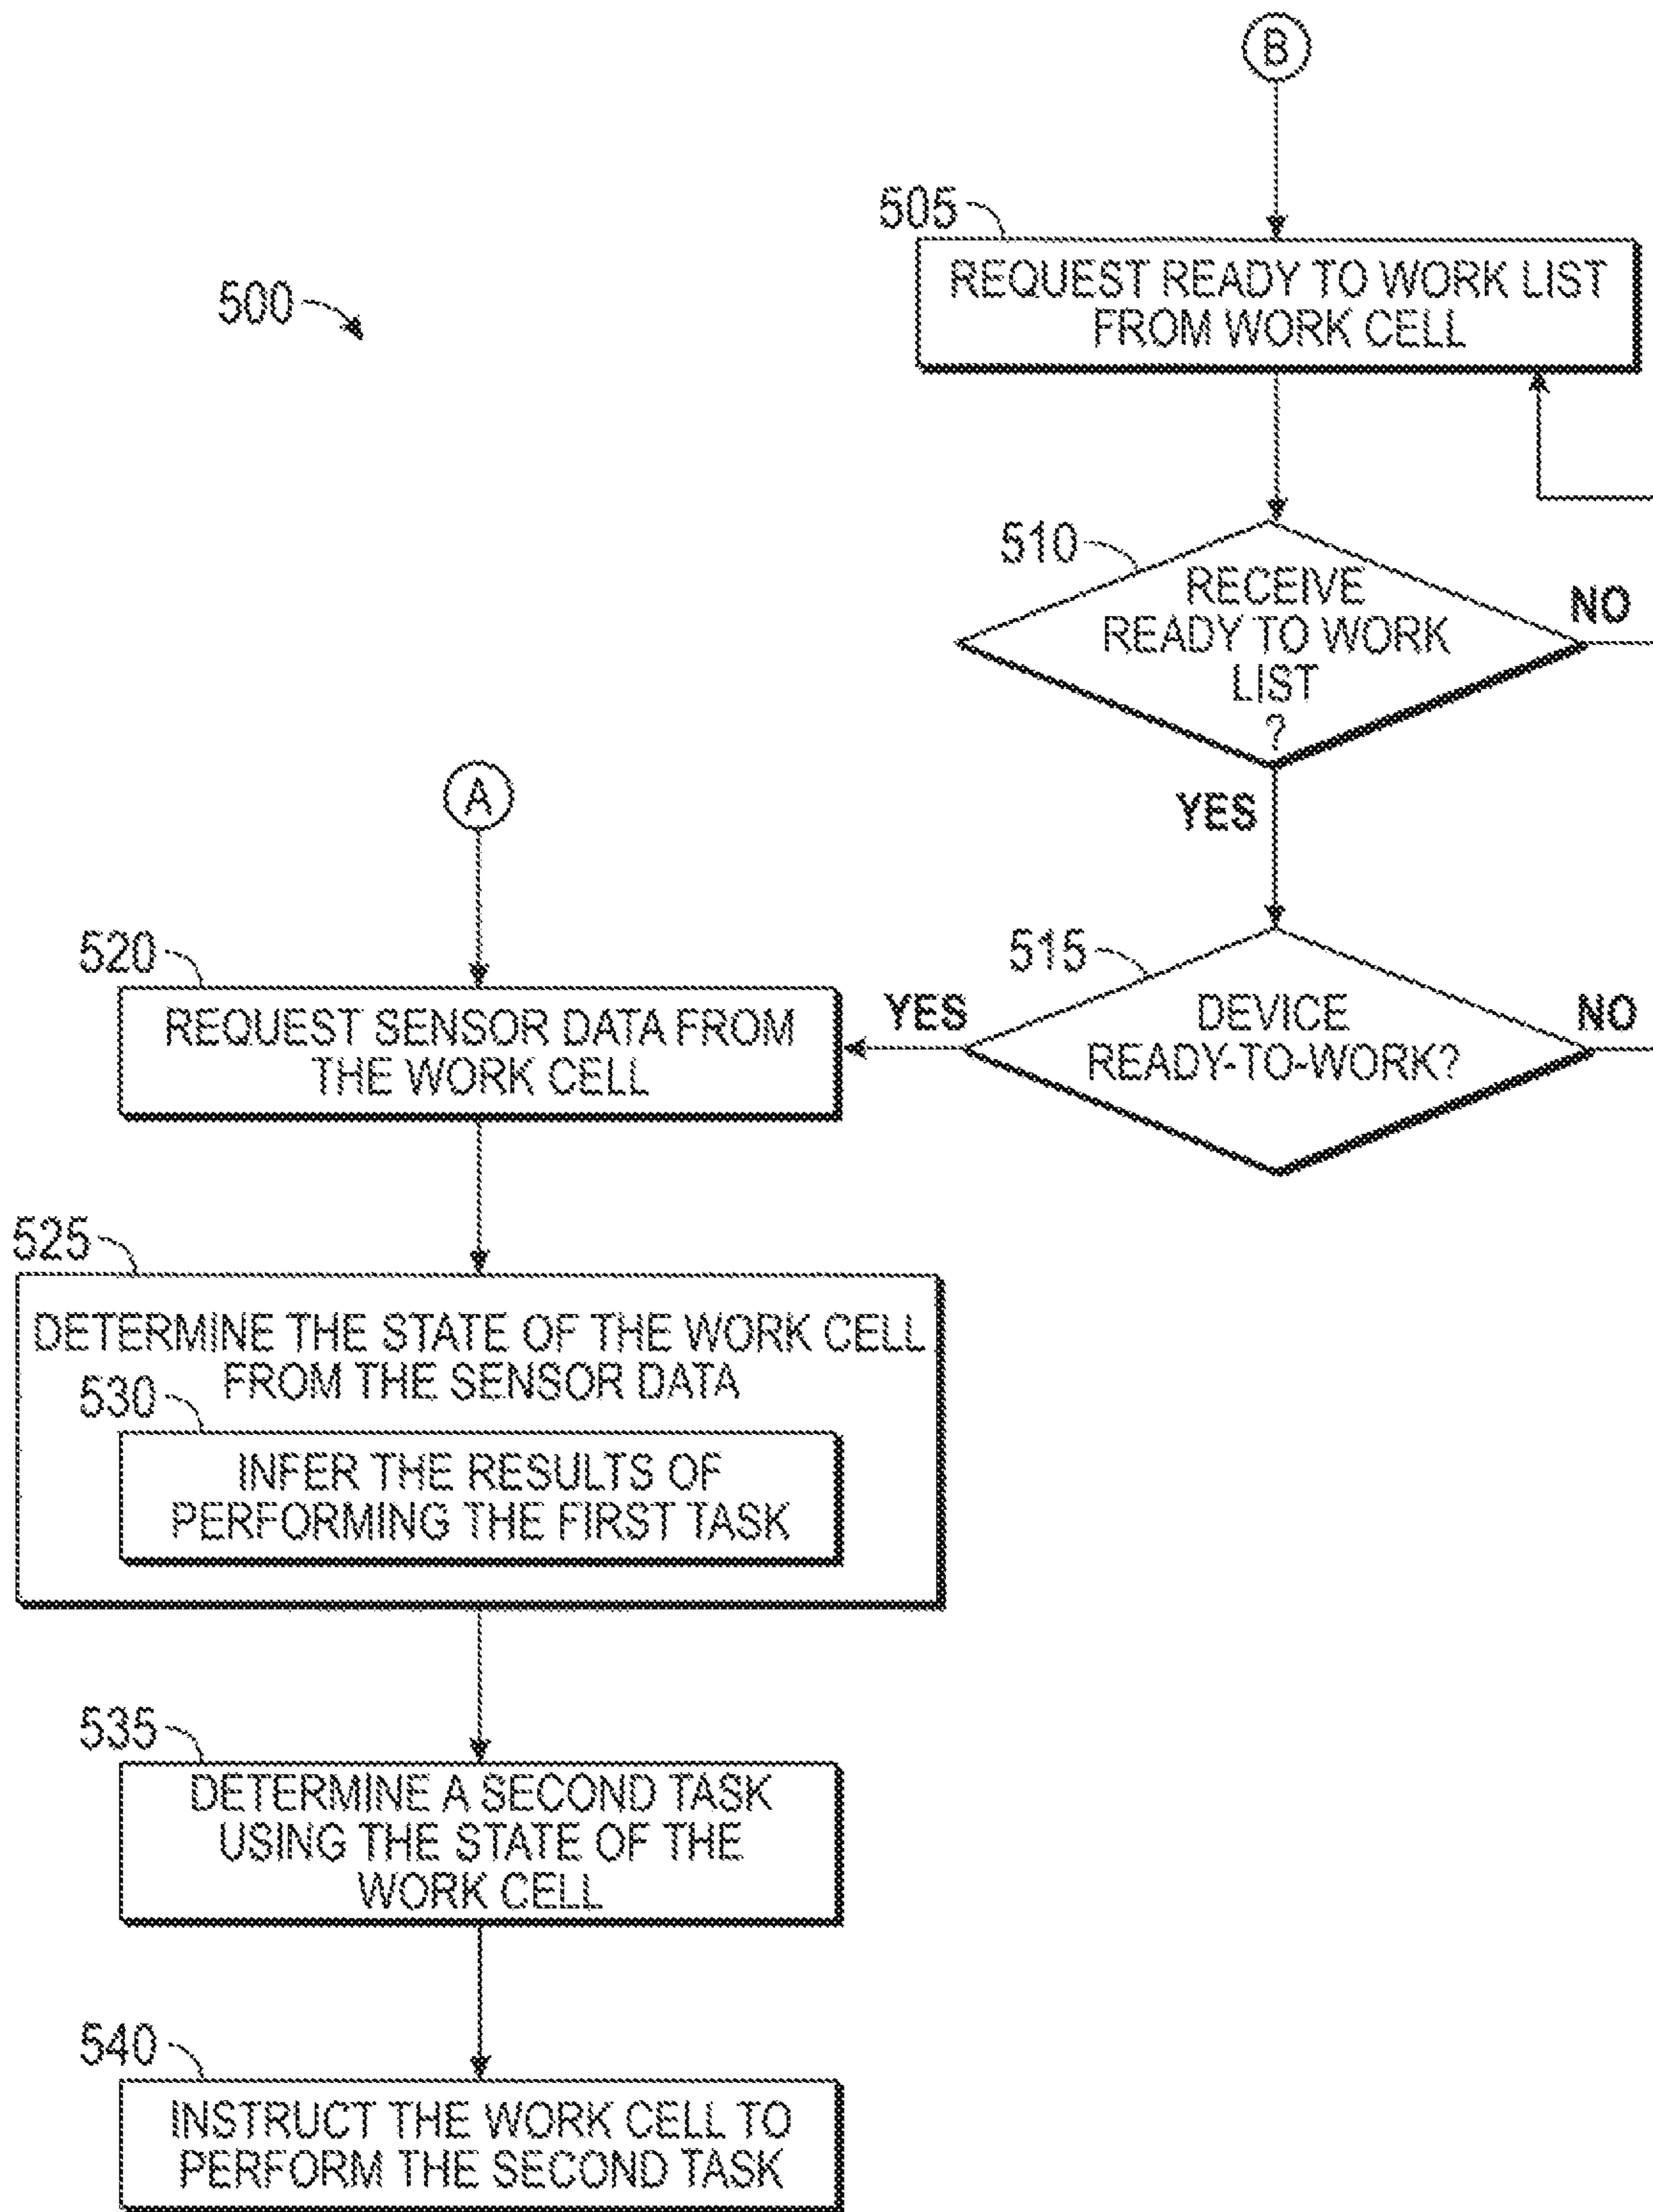 B
505
REQUEST READY TO WORK LIST
FROM WORK CELL
500
510
RECEIVE
READY TO WORK
LIST
?
NO
YES
A
515
DEVICE
READY-TO-WORK?
YES
NO
520
REQUEST SENSOR DATA FROM
THE WORK CELL
525
DETERMINE THE STATE OF THE WORK CELL
FROM THE SENSOR DATA
530
INFER THE RESULTS OF
PERFORMING THE FIRST TASK
535
DETERMINE A SECOND TASK
USING THE STATE OF THE
WORK CELL
540
INSTRUCT THE WORK CELL TO
PERFORM THE SECOND TASK